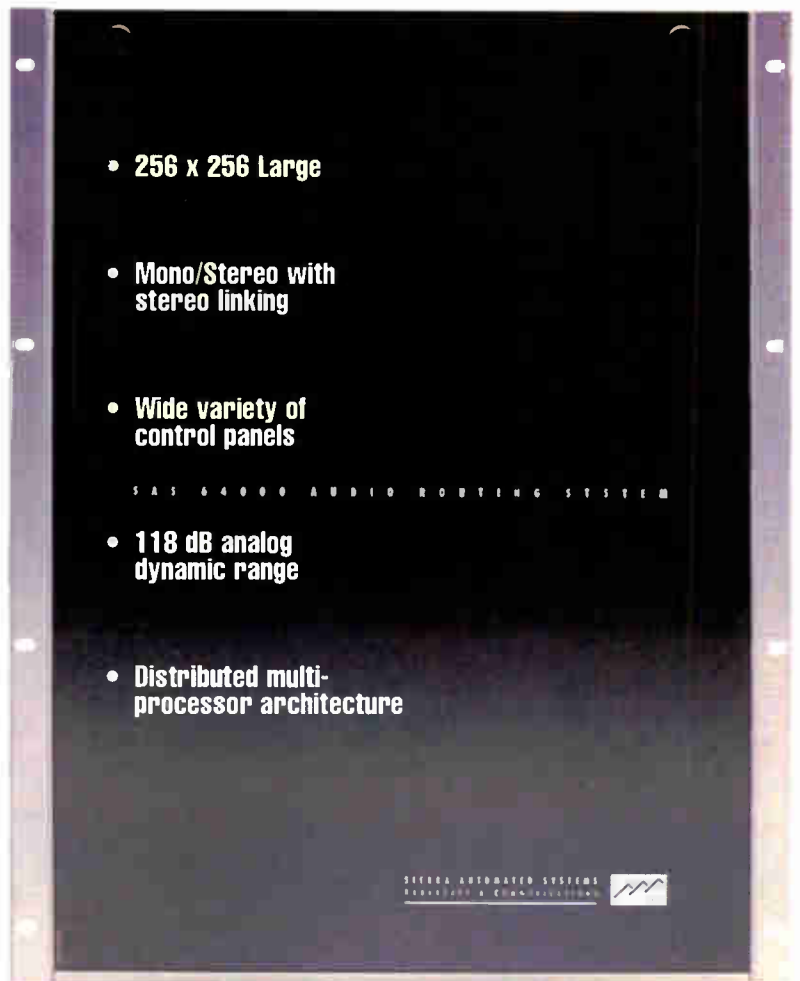 • 256 x 256 Large
• Mono/Stereo with
stereo linking
• Wide variety of
control panels
SAS 64000 AUDIO ROUTING SYSTEM
• 118 dB analog
dynamic range
• Distributed multi-
processor architecture
SIERRA AUTOMATED SYSTEMS